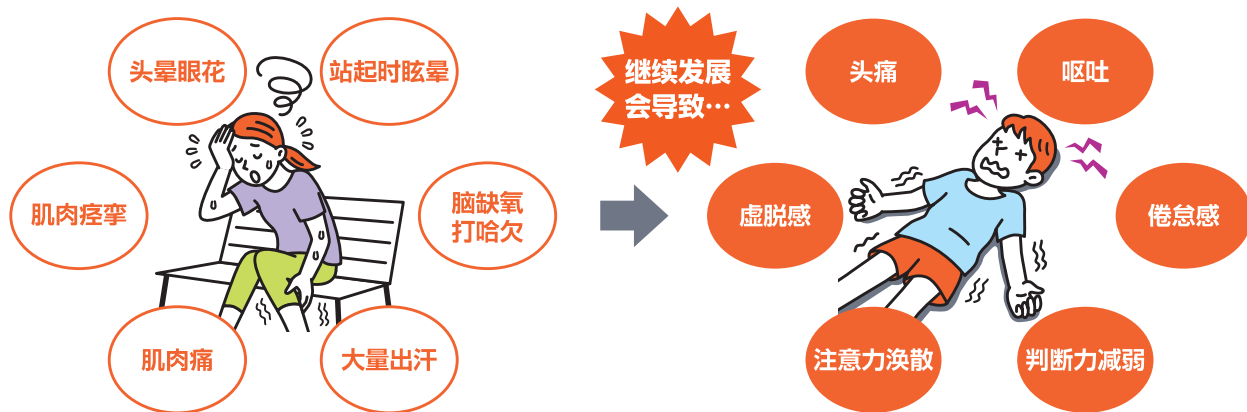 头晕眼花
站起时眩晕
肌肉痉挛
脑缺氧
打哈欠
肌肉痛
大量出汗
继续发展
会导致…
头痛
呕吐
虚脱感
倦怠感
注意力涣散
判断力减弱